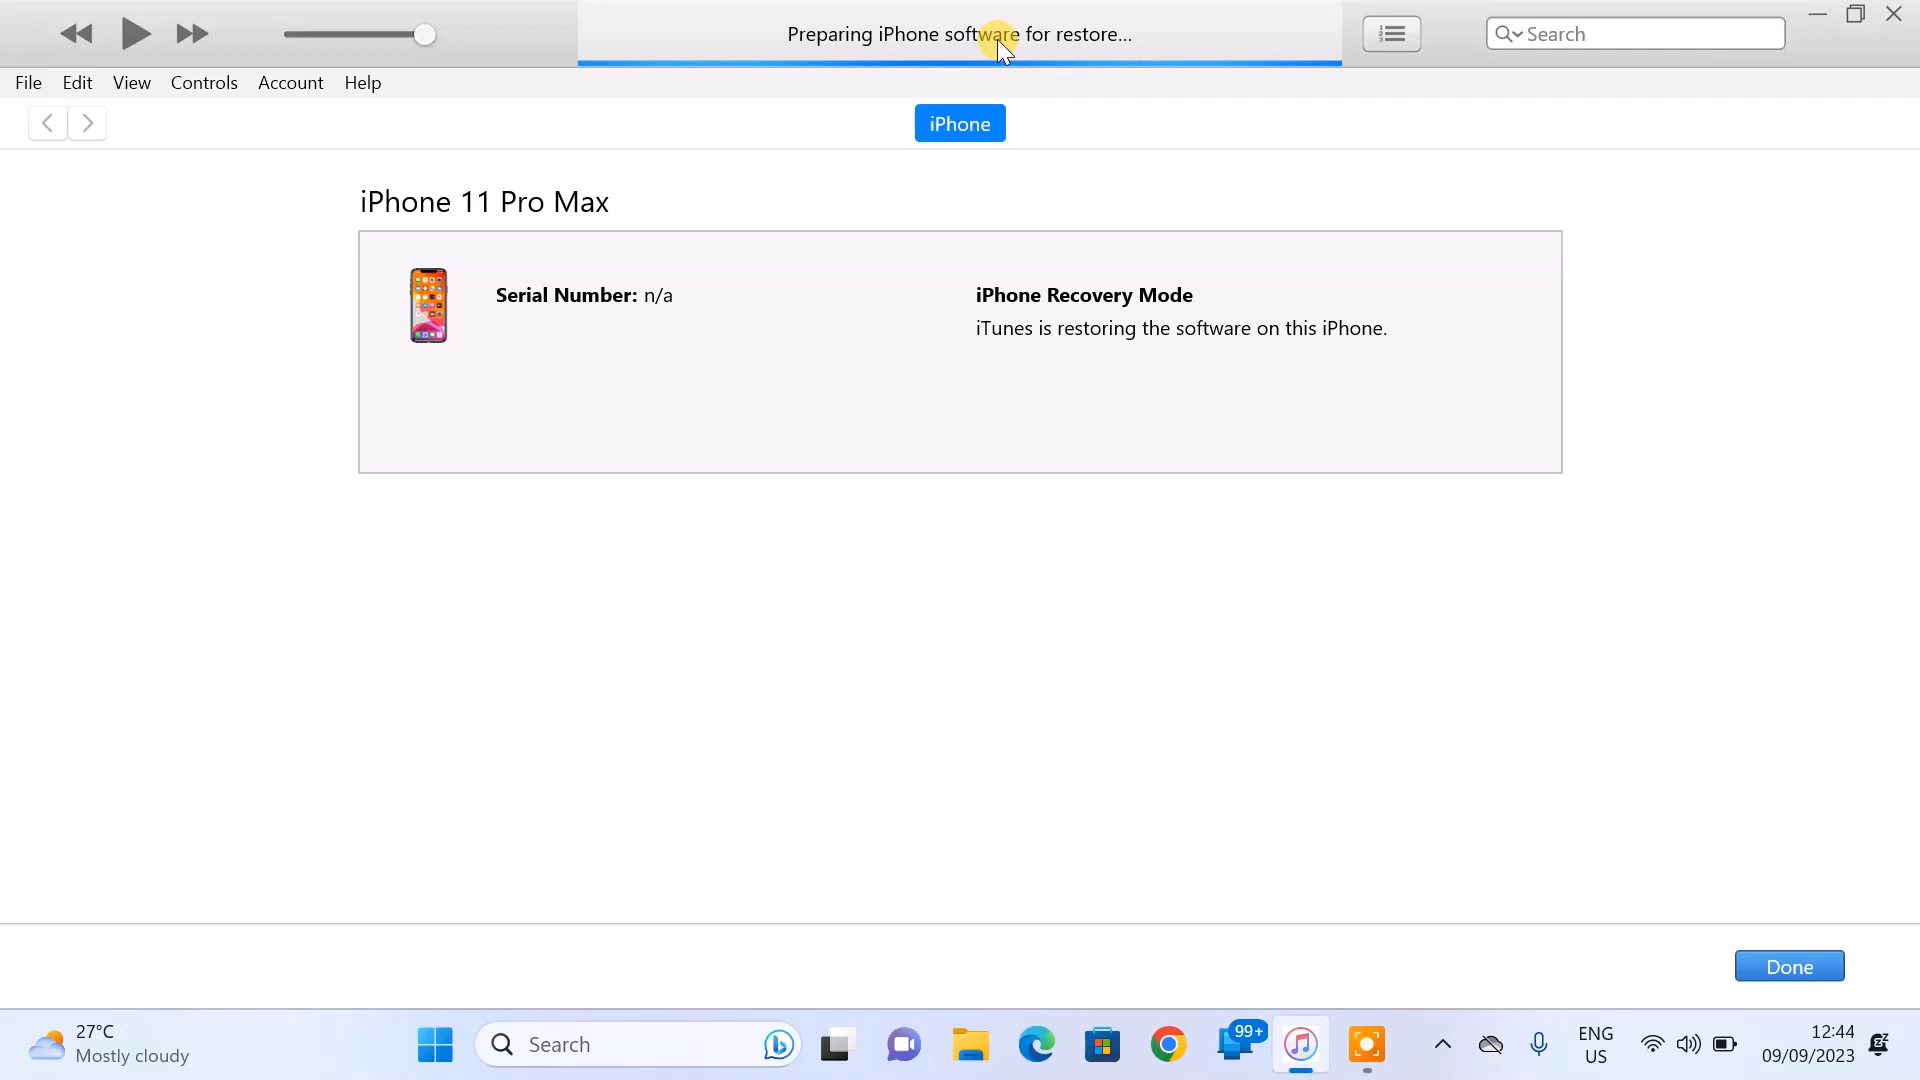 Preparing iPhone software for restore...
Search
File Edit View Controls Account Help
iPhone
iPhone 11 Pro Max
Serial Number: n/a
iPhone Recovery Mode
iTunes is restoring the software on this iPhone.
Done
27°C
Mostly cloudy
Search
99+
ENG
US
12:44
09/09/2023